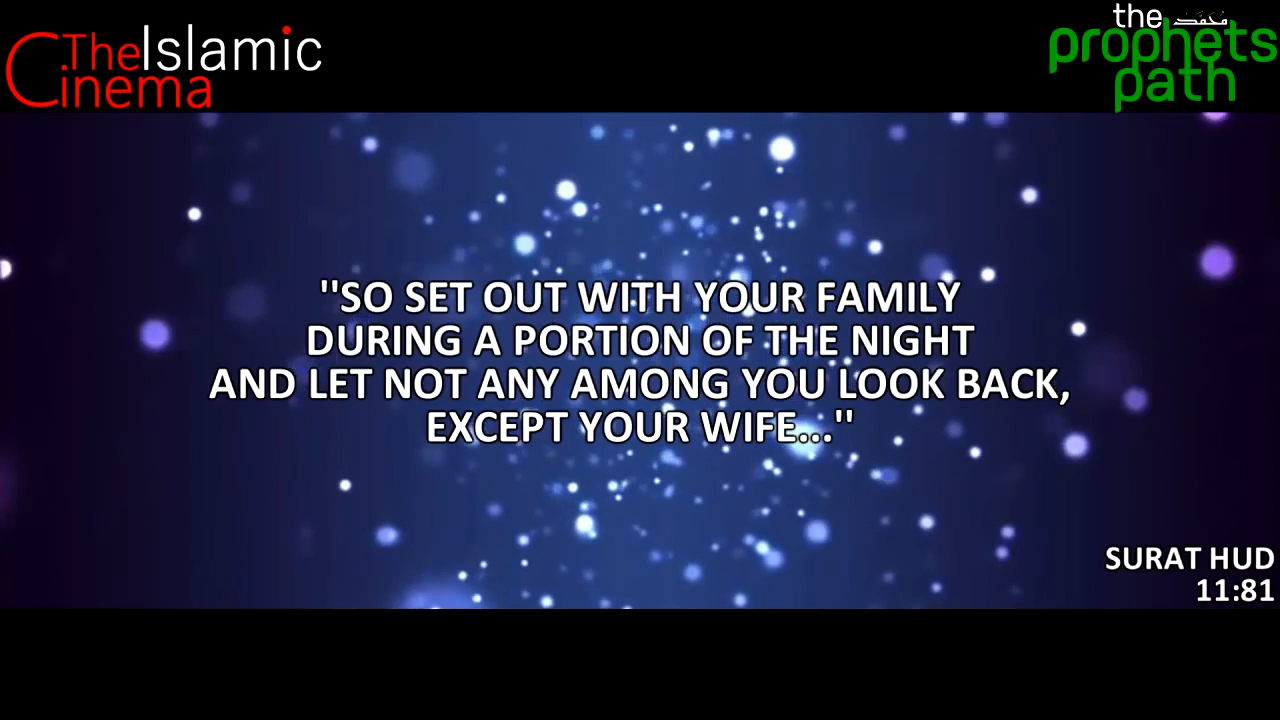 TheIslamic
Cinema
the مُحَمَّد
prophets
path
''SO SET OUT WITH YOUR FAMILY
DURING A PORTION OF THE NIGHT
AND LET NOT ANY AMONG YOU LOOK BACK,
EXCEPT YOUR WIFE...''
SURAT HUD
11:81